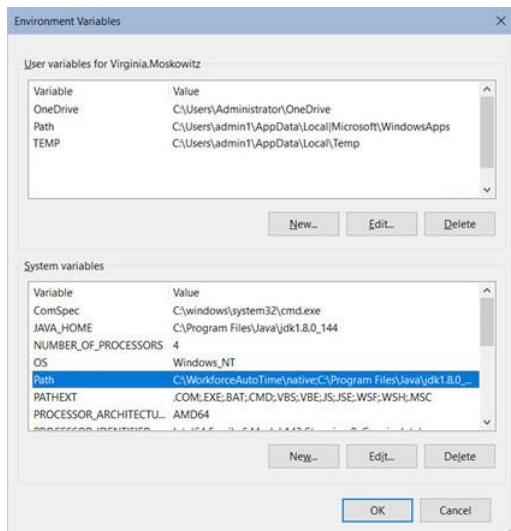 Environment Variables
User variables for Virginia.Moskowitz
Variable Value
OneDrive C:\Users\Administrator\OneDrive
Path C:\Users\admin1\AppData\Local|Microsoft\WindowsApps
TEMP C:\Users\admin1\AppData\Local\Temp
New... Edit... Delete
System variables
Variable Value
ComSpec C:\windows\system32\cmd.exe
JAVA_HOME C:\Program Files\Java\jdk1.8.0_144
NUMBER_OF_PROCESSORS 4
OS Windows_NT
Path C:\WorkforceAutoTime\native;C:\Program Files\Java\jdk1.8.0_...
PATHEXT .COM;.EXE;.BAT;.CMD;.VBS;.VBE;.JS;.JSE;.WSF;.WSH;.MSC
PROCESSOR_ARCHITECTU... AMD64
New... Edit... Delete
OK Cancel